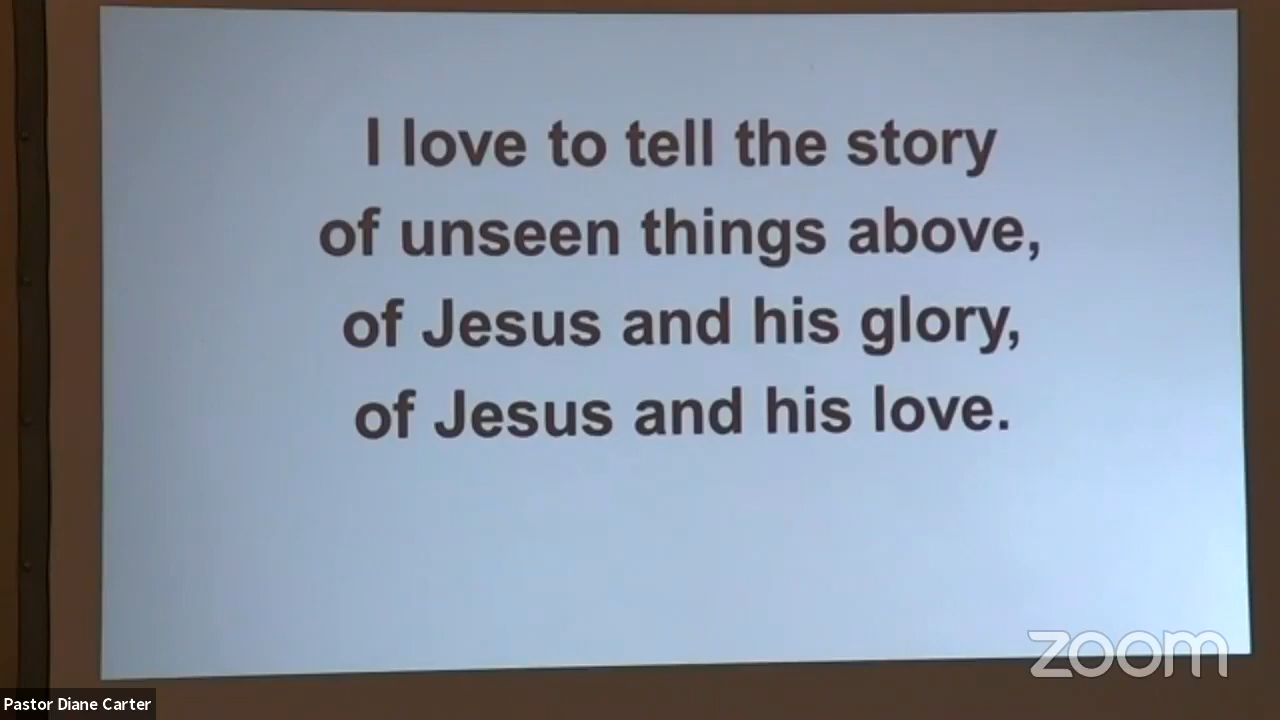 I love to tell the story
of unseen things above,
of Jesus and his glory,
of Jesus and his love.
zoom
Pastor Diane Carter